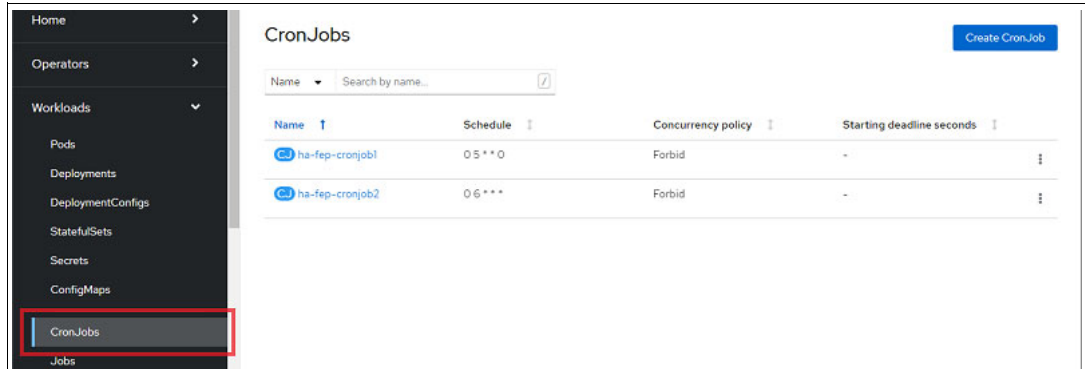 Home
Operators
Workloads
Pods
Deployments
DeploymentConfigs
StatefulSets
Secrets
ConfigMaps
CronJobs
Jobs
CronJobs
Create CronJob
Name Search by name... /
Name Schedule Concurrency policy Starting deadline seconds
CJ ha-fep-cronjob1 0 5 * * 0 Forbid -
CJ ha-fep-cronjob2 0 6 * * * Forbid -